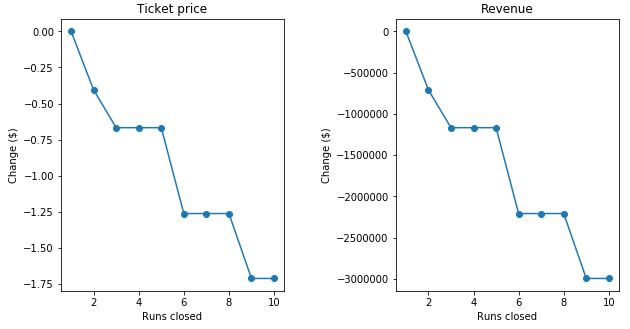 Ticket price
Change ($)
0.00
−0.25
−0.50
−0.75
−1.00
−1.25
−1.50
−1.75
2 4 6 8 10
Runs closed
Revenue
Change ($)
0
−500000
−1000000
−1500000
−2000000
−2500000
−3000000
2 4 6 8 10
Runs closed